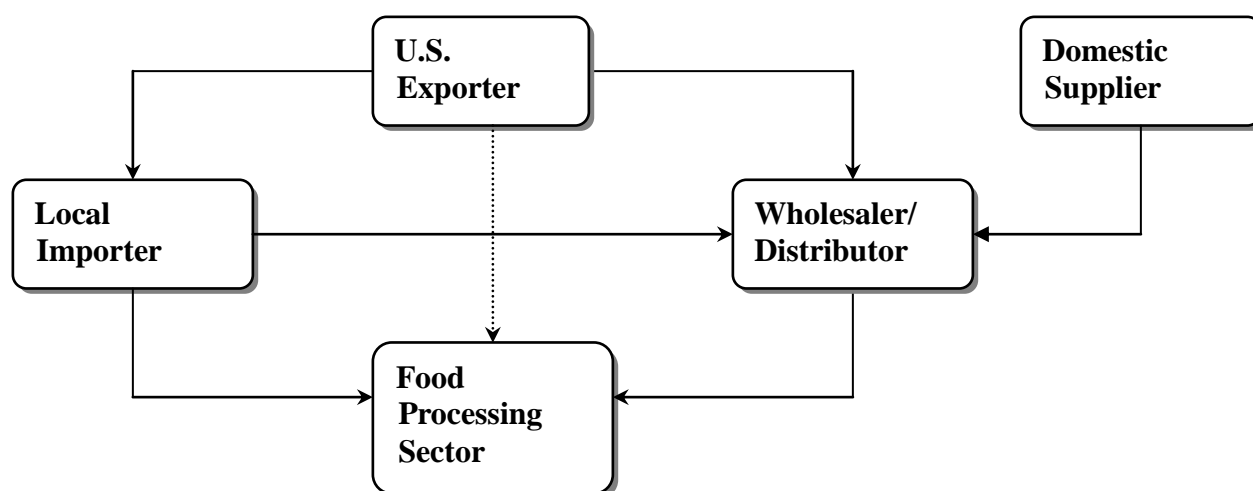 U.S.
Exporter
Domestic
Supplier
Local
Importer
Wholesaler/
Distributor
Food
Processing
Sector